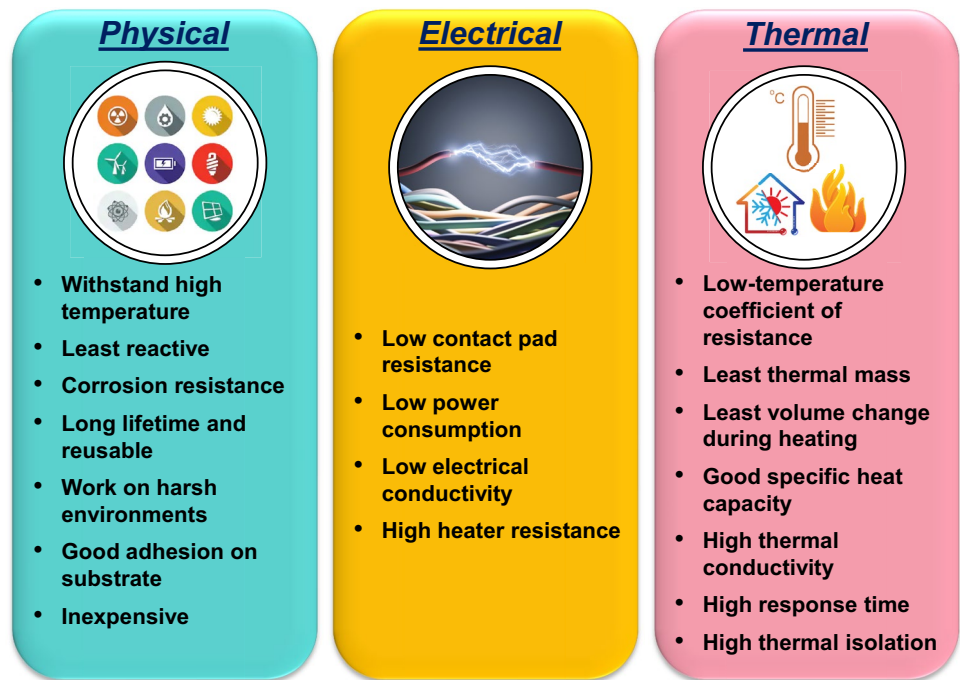 Physical
• Withstand high
temperature
• Least reactive
• Corrosion resistance
• Long lifetime and
reusable
• Work on harsh
environments
• Good adhesion on
substrate
• Inexpensive
Electrical
• Low contact pad
resistance
• Low power
consumption
• Low electrical
conductivity
• High heater resistance
Thermal
°C
• Low-temperature
coefficient of
resistance
• Least thermal mass
• Least volume change
during heating
• Good specific heat
capacity
• High thermal
conductivity
• High response time
• High thermal isolation